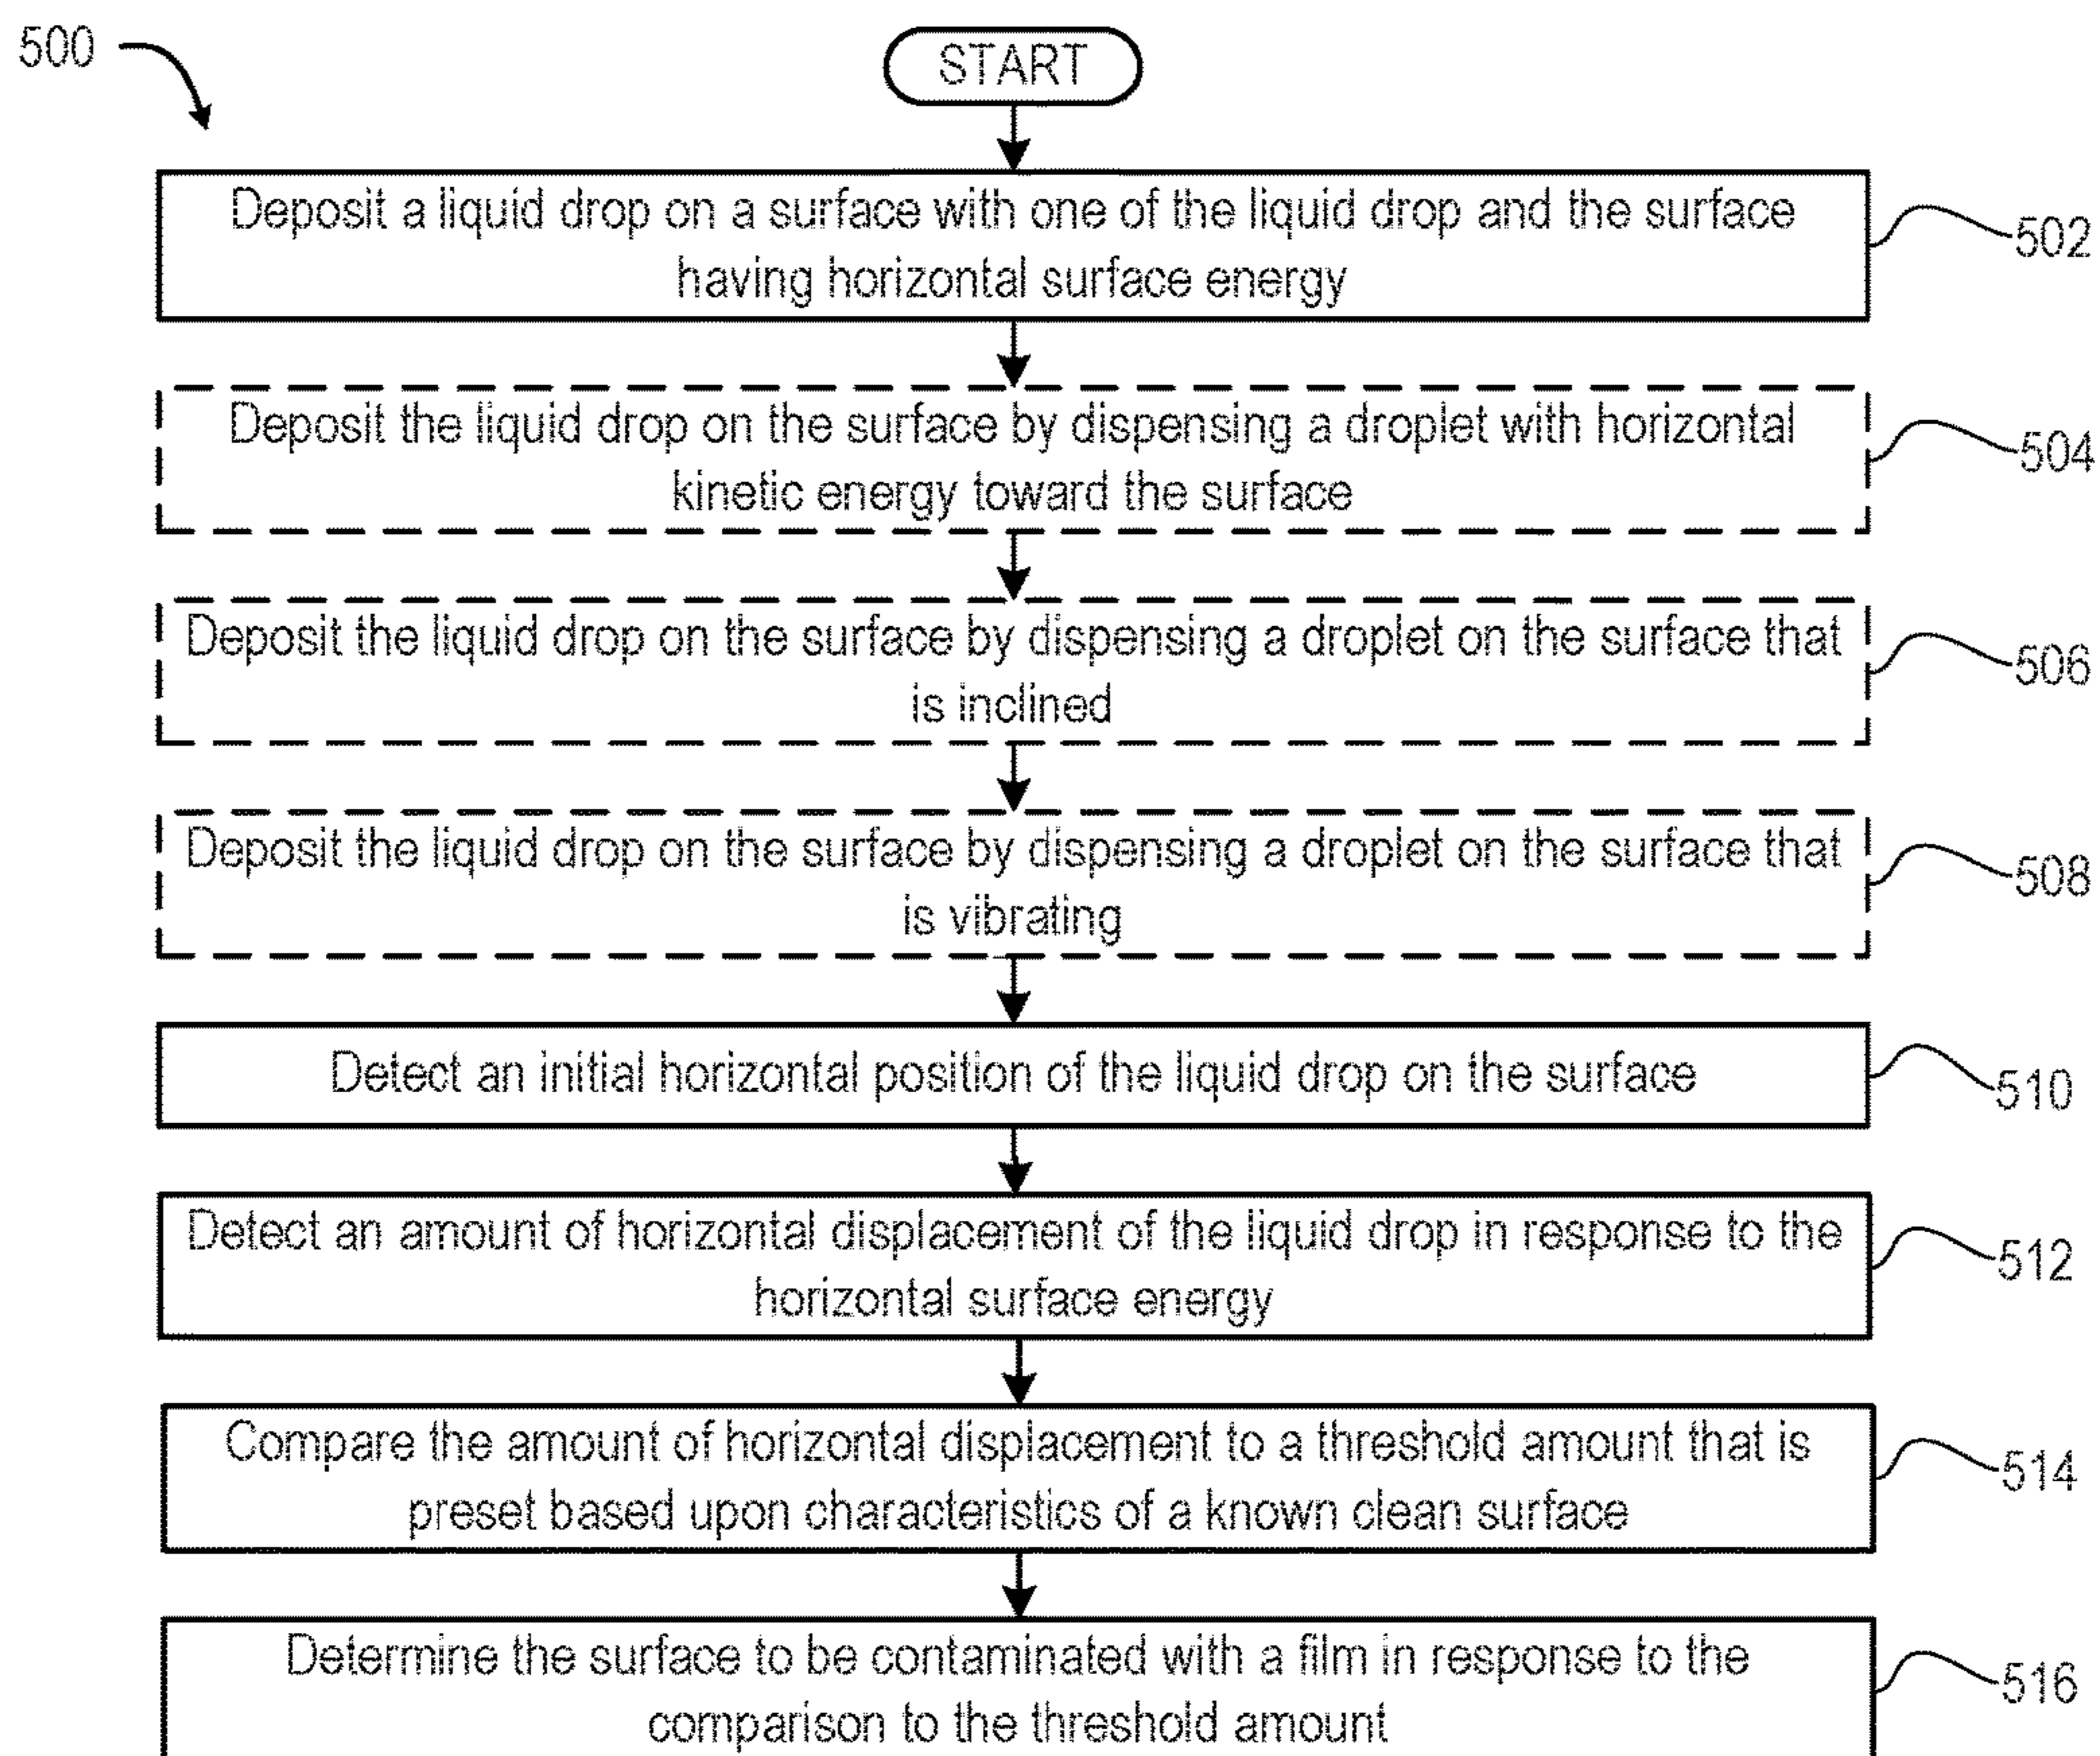 500
START
Deposit a liquid drop on a surface with one of the liquid drop and the surface
having horizontal surface energy
502
Deposit the liquid drop on the surface by dispensing a droplet with horizontal
kinetic energy toward the surface
504
Deposit the liquid drop on the surface by dispensing a droplet on the surface that
is inclined
506
Deposit the liquid drop on the surface by dispensing a droplet on the surface that
is vibrating
508
Detect an initial horizontal position of the liquid drop on the surface
510
Detect an amount of horizontal displacement of the liquid drop in response to the
horizontal surface energy
512
Compare the amount of horizontal displacement to a threshold amount that is
preset based upon characteristics of a known clean surface
514
Determine the surface to be contaminated with a film in response to the
comparison to the threshold amount
516